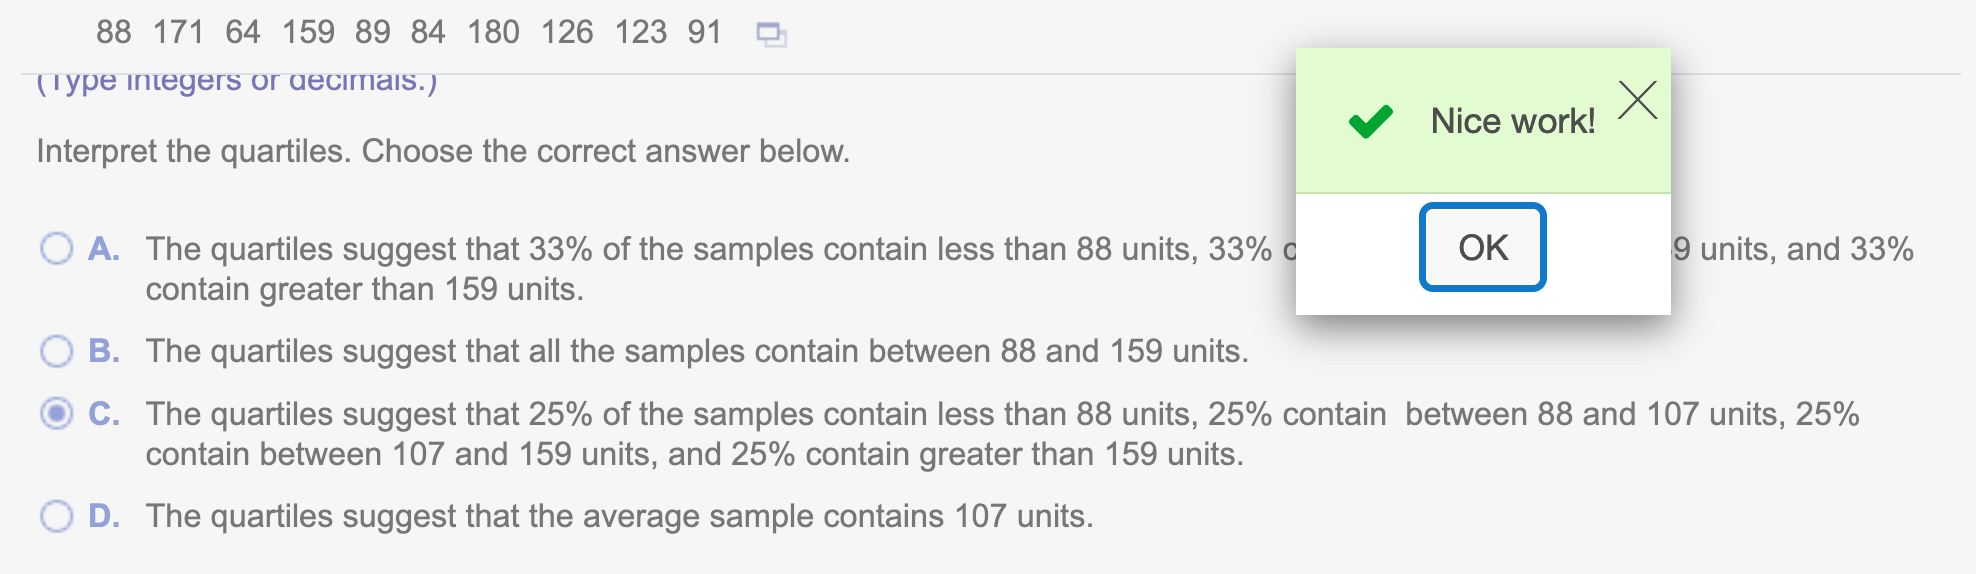 88 171 64 159 89 84 180 126 123 91
(Type integers or decimals.)
Nice work!
OK
Interpret the quartiles. Choose the correct answer below.
A. The quartiles suggest that 33% of the samples contain less than 88 units, 33% c 9 units, and 33%
contain greater than 159 units.
B. The quartiles suggest that all the samples contain between 88 and 159 units.
C. The quartiles suggest that 25% of the samples contain less than 88 units, 25% contain between 88 and 107 units, 25%
contain between 107 and 159 units, and 25% contain greater than 159 units.
D. The quartiles suggest that the average sample contains 107 units.